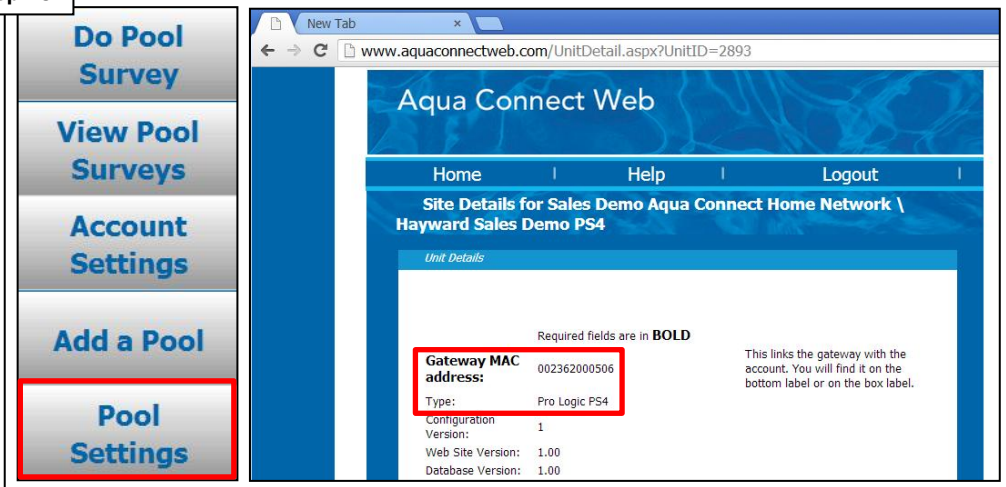 Do Pool
Survey
View Pool
Surveys
Account
Settings
Add a Pool
Pool
Settings
New Tab ×
www.aquaconnectweb.com/UnitDetail.aspx?UnitID=2893
Aqua Connect Web
Home | Help | Logout |
Site Details for Sales Demo Aqua Connect Home Network \
Hayward Sales Demo PS4
Unit Details
Required fields are in BOLD
Gateway MAC
address:
002362000506
This links the gateway with the
account. You will find it on the
bottom label or on the box label.
Type: Pro Logic PS4
Configuration
Version:
1
Web Site Version: 1.00
Database Version: 1.00